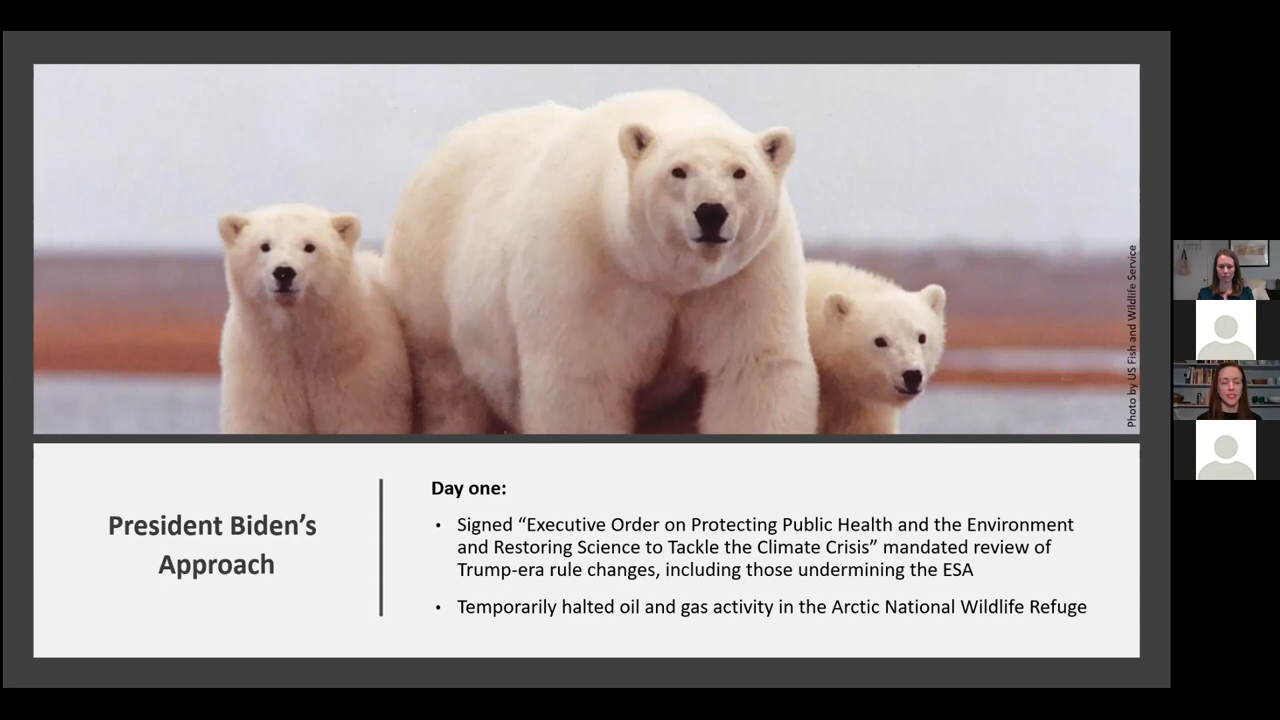 Photo by US Fish and Wildlife Service
President Biden’s
Approach
Day one:
• Signed “Executive Order on Protecting Public Health and the Environment
and Restoring Science to Tackle the Climate Crisis” mandated review of
Trump-era rule changes, including those undermining the ESA
• Temporarily halted oil and gas activity in the Arctic National Wildlife Refuge